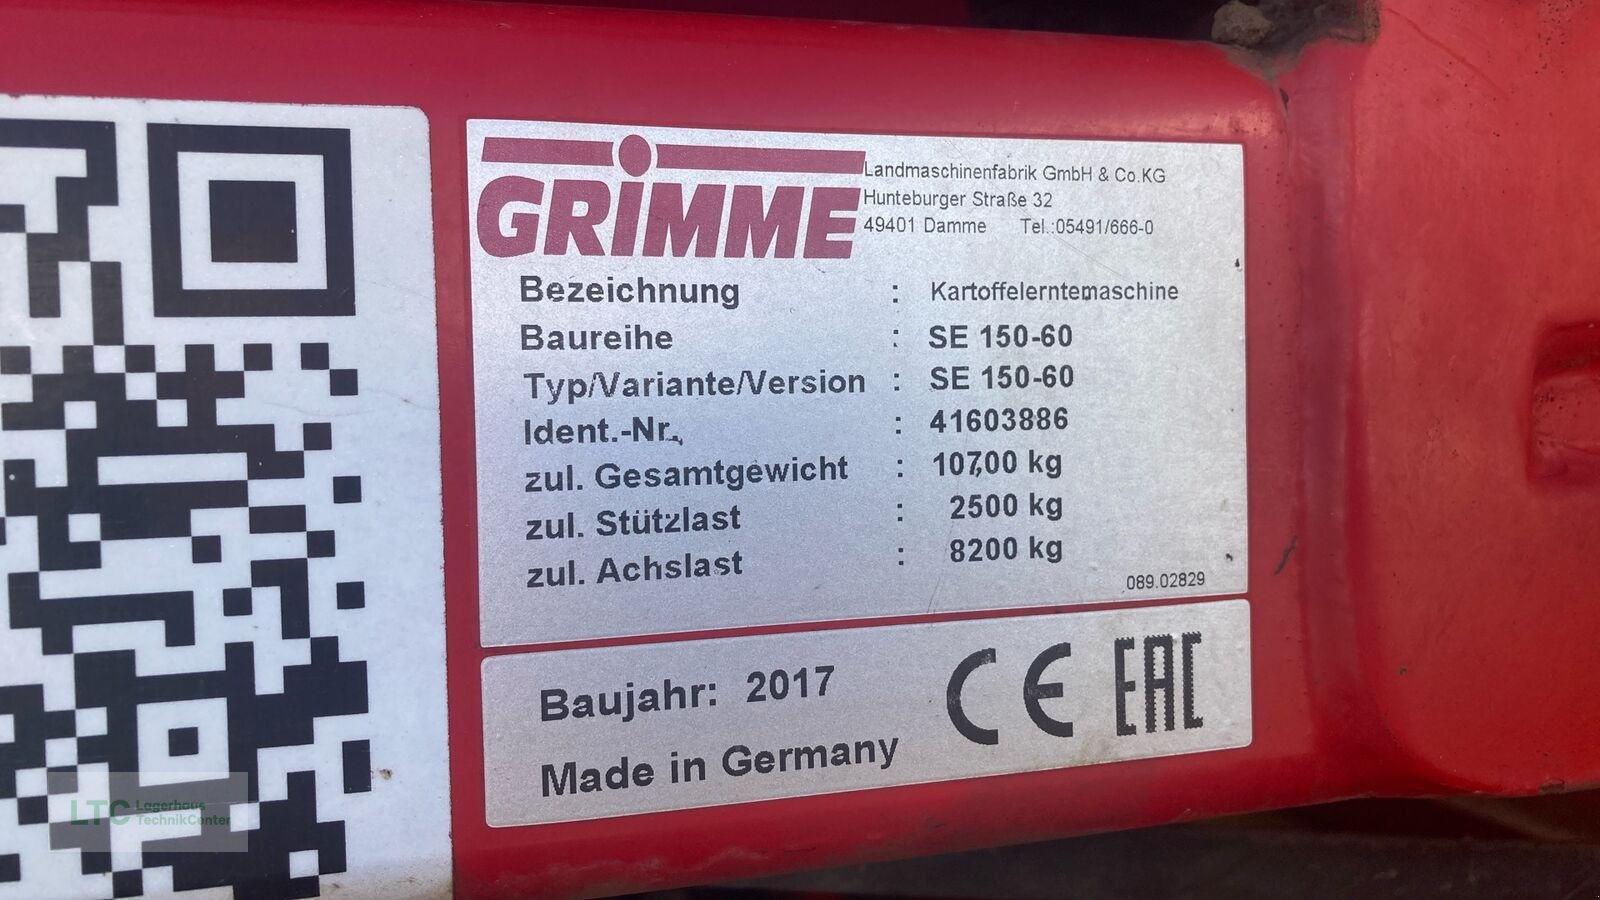 GRIMME
Landmaschinenfabrik GmbH & Co.KG
Hunteburger Straße 32
49401 Damme Tel.:05491/666-0
Bezeichnung : Kartoffelerntemaschine
Baureihe : SE 150-60
Typ/Variante/Version : SE 150-60
Ident.-Nr. : 41603886
zul. Gesamtgewicht : 10700 kg
zul. Stützlast : 2500 kg
zul. Achslast : 8200 kg
089.02829
Baujahr: 2017
Made in Germany
CE EAC
LTC Lagerhaus
TechnikCenter